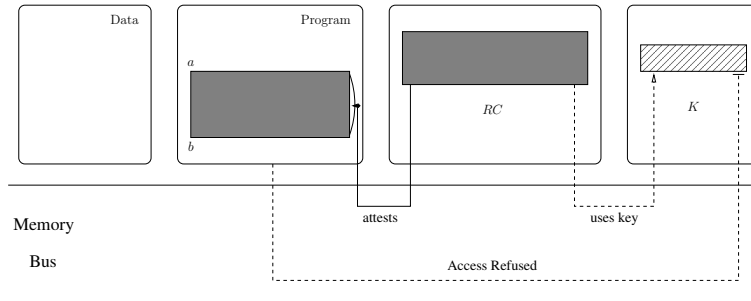 Data
Program
a
b
RC
K
attests
uses key
Memory
Bus
Access Refused